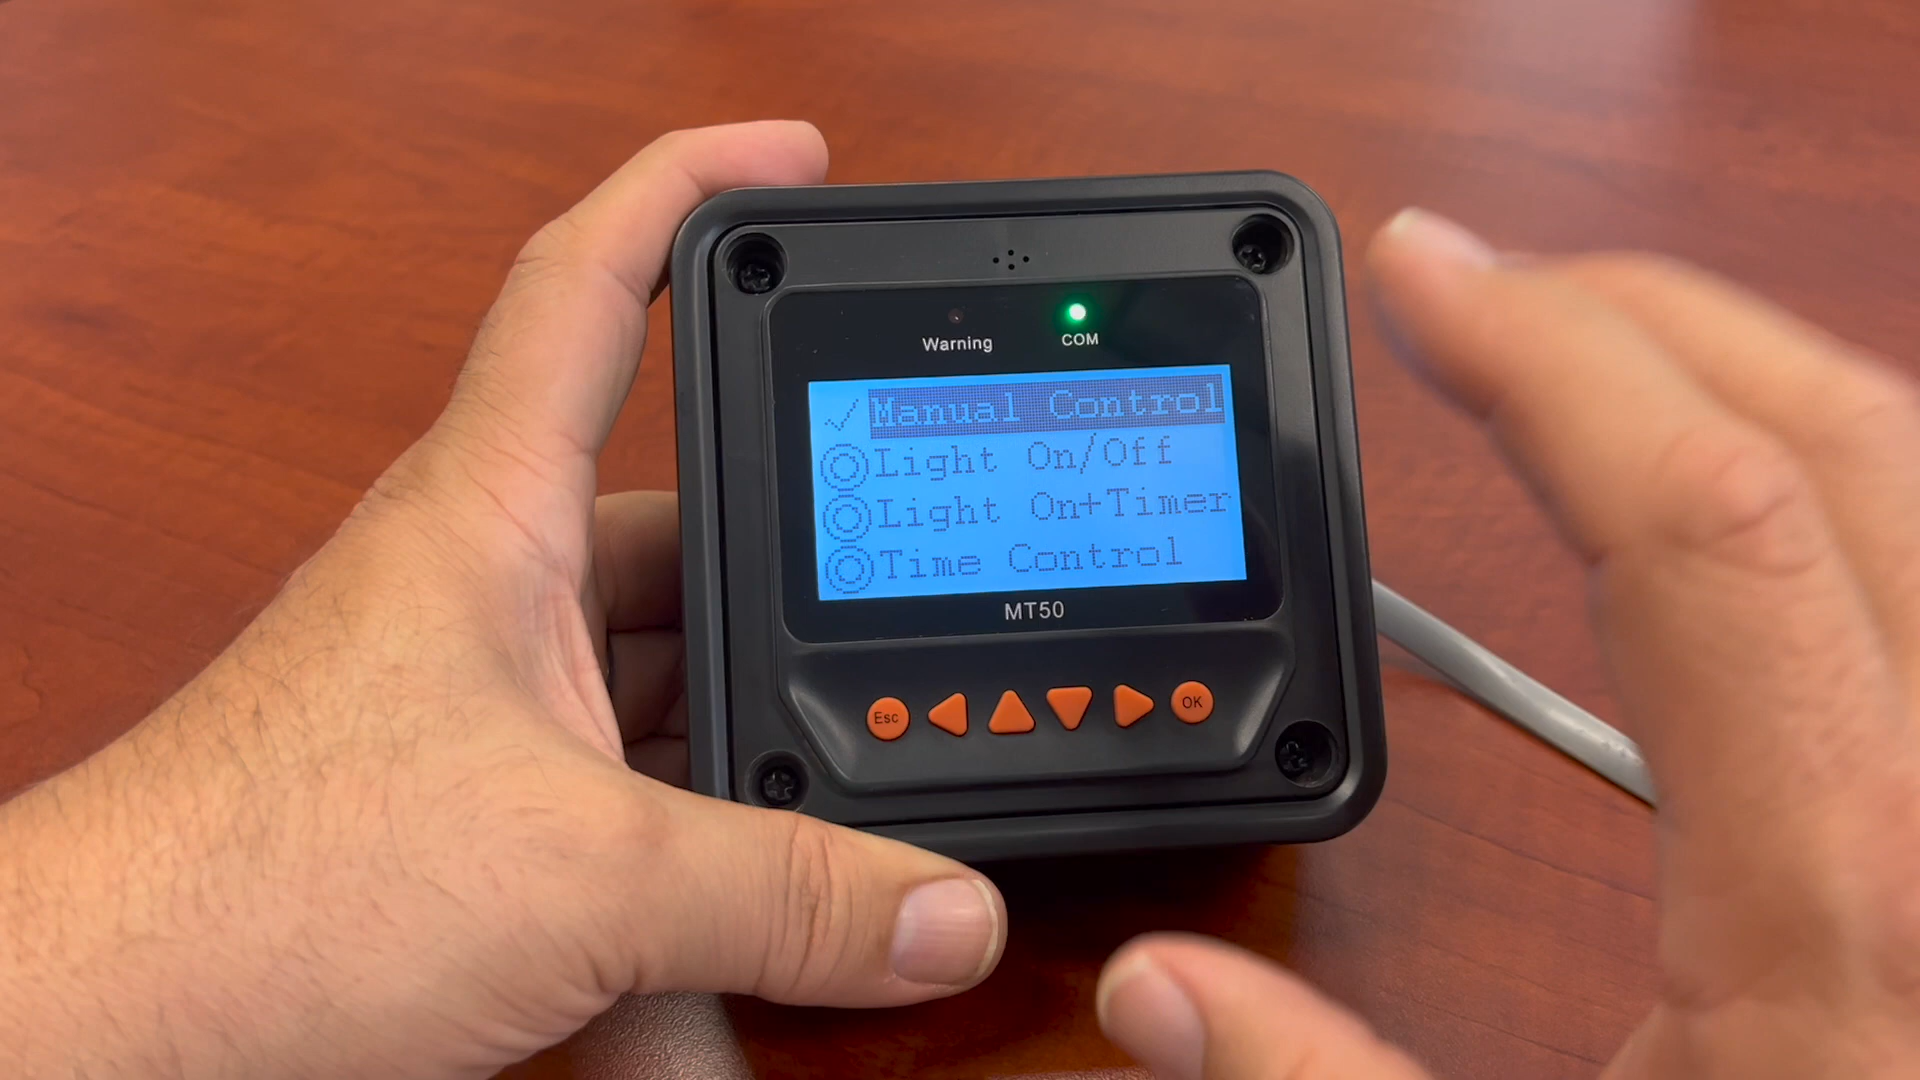 Warning COM
Manual Control
Light On/Off
Light On+Timer
Time Control
MT50
Esc OK